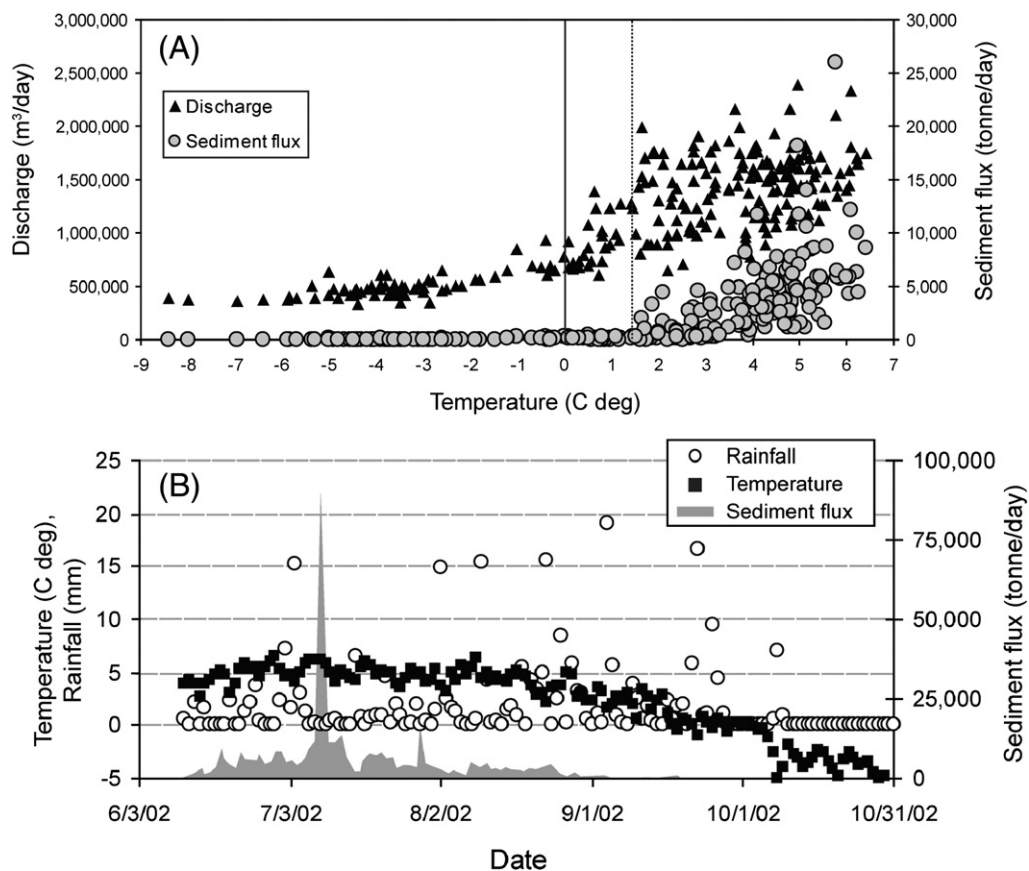 (A)
3,000,000
2,500,000
2,000,000
1,500,000
1,000,000
500,000
0
Discharge (m³/day)
Discharge
Sediment flux
30,000
25,000
20,000
15,000
10,000
5,000
0
Sediment flux (tonne/day)
-9 -8 -7 -6 -5 -4 -3 -2 -1 0 1 2 3 4 5 6 7
Temperature (C deg)
(B)
25
20
15
10
5
0
-5
Temperature (C deg),
Rainfall (mm)
Rainfall
Temperature
Sediment flux
100,000
75,000
50,000
25,000
0
Sediment flux (tonne/day)
6/3/02 7/3/02 8/2/02 9/1/02 10/1/02 10/31/02
Date